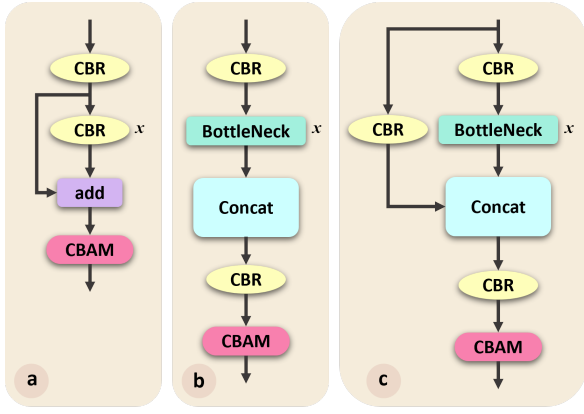 CBR
CBR x
add
CBAM
a
CBR
BottleNeck x
Concat
CBR
CBAM
b
CBR
CBR
BottleNeck x
Concat
CBR
CBAM
c